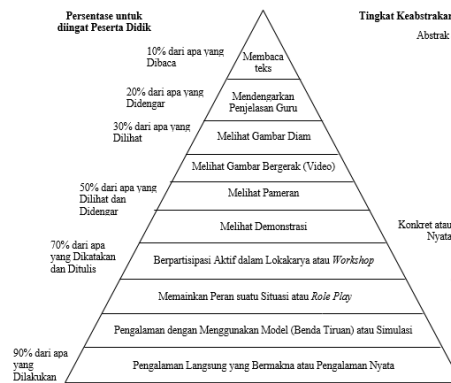 Persentase untuk
diingat Peserta Didik
Tingkat Keabstrakan
Abstrak
10% dari apa yang
Dibaca
Membaca
teks
20% dari apa yang
Didengar
Mendengarkan
Penjelasan Guru
30% dari apa yang
Dilihat
Melihat Gambar Diam
Melihat Gambar Bergerak (Video)
50% dari apa yang
Dilihat dan
Didengar
Melihat Pameran
Melihat Demonstrasi
Konkret atau
Nyata
70% dari apa
yang Dikatakan
dan Ditulis
Berpartisipasi Aktif dalam Lokakarya atau Workshop
Memainkan Peran suatu Situasi atau Role Play
Pengalaman dengan Menggunakan Model (Benda Tiruan) atau Simulasi
90% dari apa
yang
Dilakukan
Pengalaman Langsung yang Bermakna atau Pengalaman Nyata